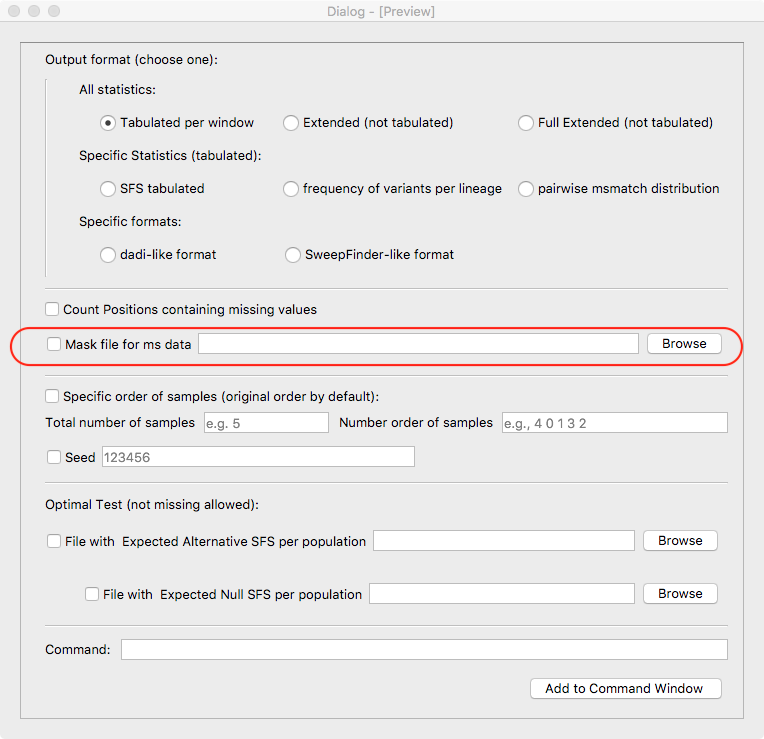 Dialog - [Preview]
Output format (choose one):
All statistics:
Tabulated per window Extended (not tabulated) Full Extended (not tabulated)
Specific Statistics (tabulated):
SFS tabulated frequency of variants per lineage pairwise msmatch distribution
Specific formats:
dadi-like format SweepFinder-like format
Count Positions containing missing values
Mask file for ms data Browse
Specific order of samples (original order by default):
Total number of samples e.g. 5 Number order of samples e.g., 4 0 1 3 2
Seed 123456
Optimal Test (not missing allowed):
File with Expected Alternative SFS per population Browse
File with Expected Null SFS per population Browse
Command:
Add to Command Window